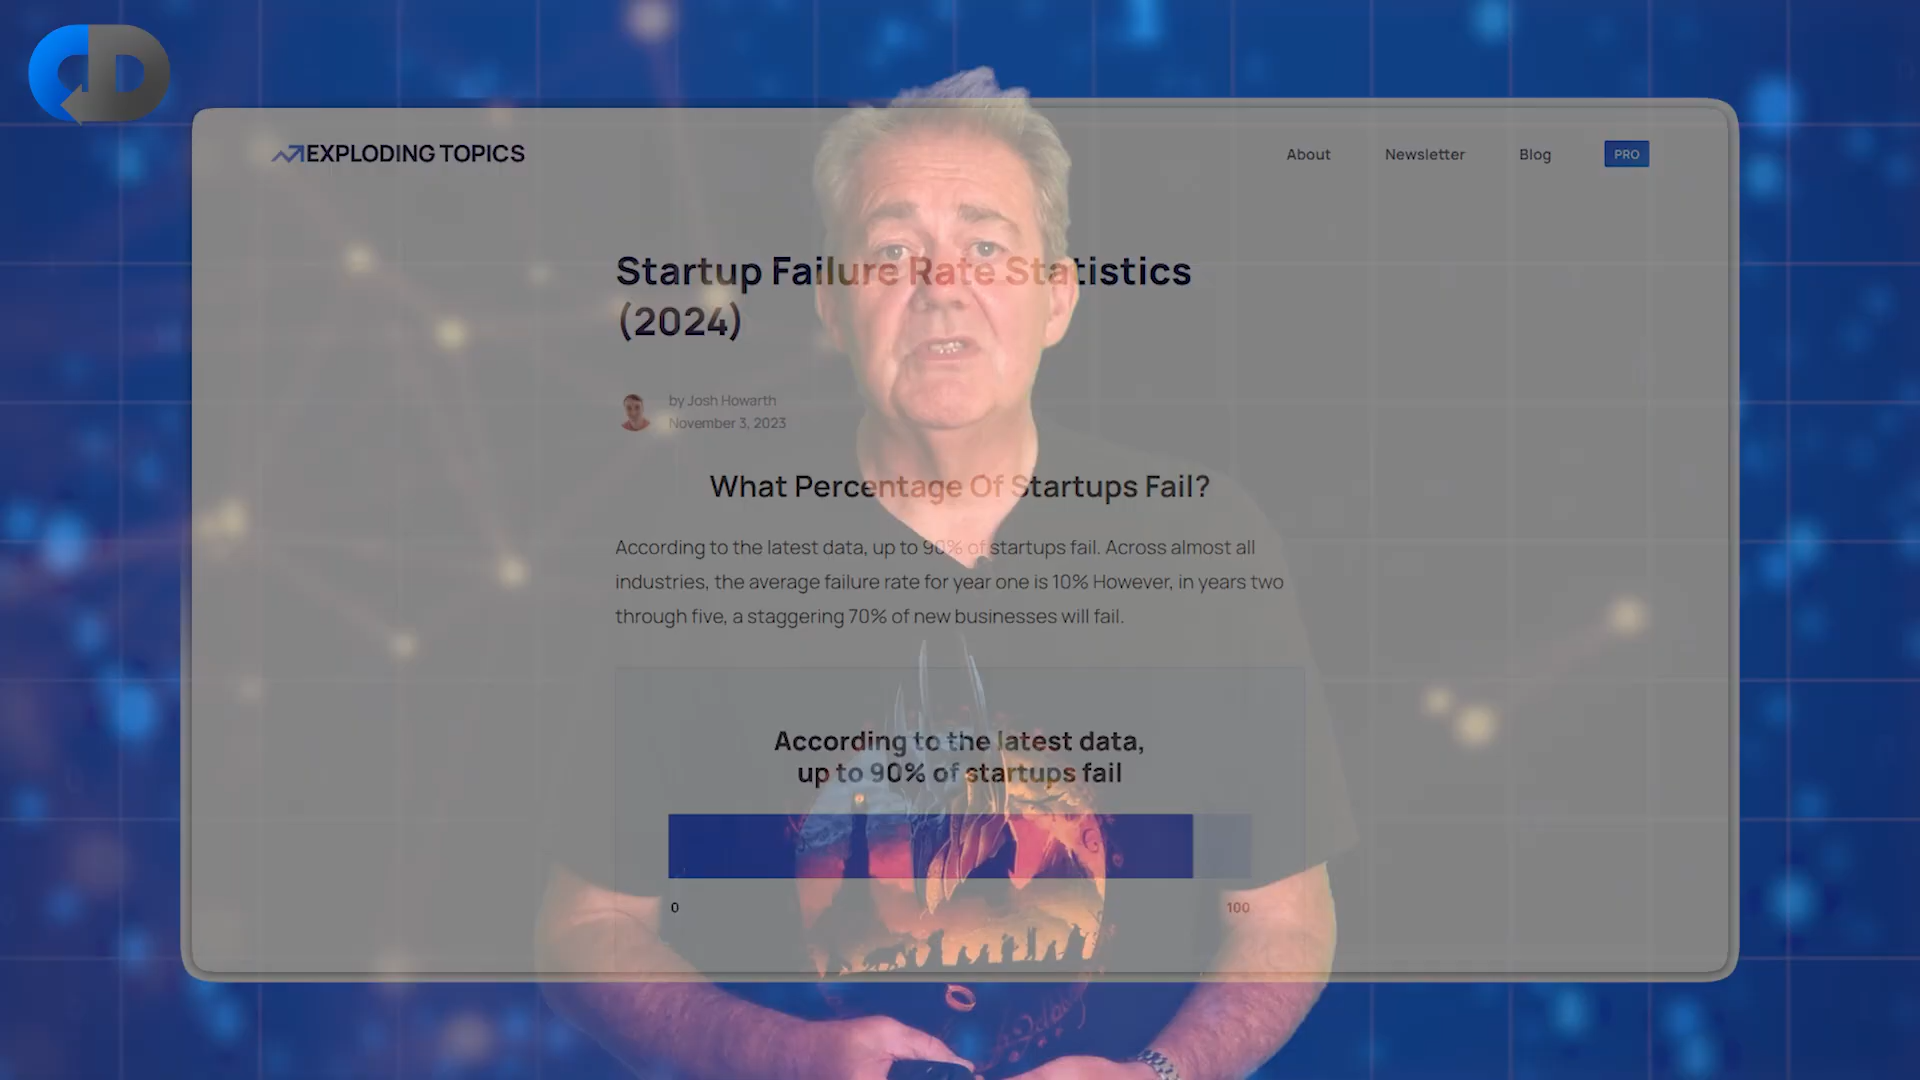 EXPLODING TOPICS
About
Newsletter
Blog
PRO
Startup Failure Rate Statistics
(2024)
by Josh Howarth
November 3, 2023
What Percentage Of Startups Fail?
According to the latest data, up to 90% of startups fail. Across almost all
industries, the average failure rate for year one is 10% However, in years two
through five, a staggering 70% of new businesses will fail.
According to the latest data,
up to 90% of startups fail
0
100